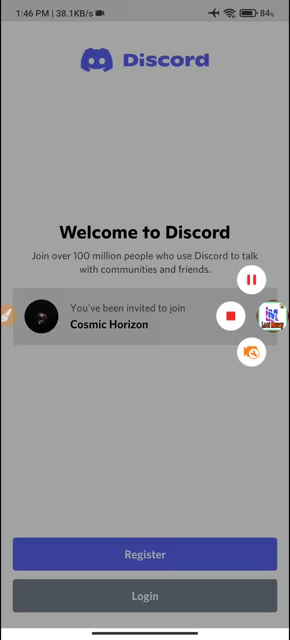 1:46 PM | 38.1KB/s
84%
Discord
Welcome to Discord
Join over 100 million people who use Discord to talk
with communities and friends.
You've been invited to join
Cosmic Horizon
Register
Login